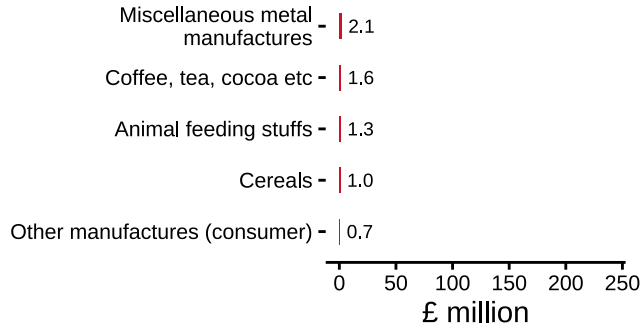 Miscellaneous metal
manufactures
2.1
Coffee, tea, cocoa etc
1.6
Animal feeding stuffs
1.3
Cereals
1.0
Other manufactures (consumer)
0.7
0 50 100 150 200 250
£ million